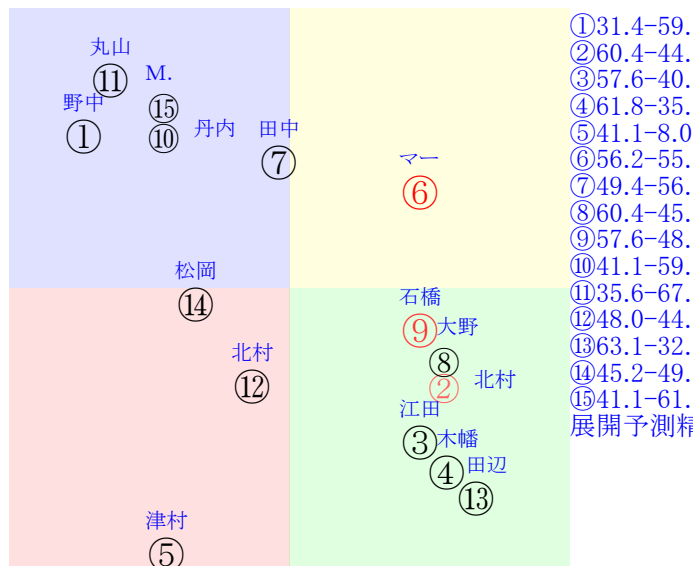 丸山
⑪
M.
野中
⑮
①
⑩
丹内
田中
⑦
マー
⑥
松岡
⑭
石橋
⑨
大野
北村
⑧
⑫
②
北村
江田
③
木幡
④
田辺
⑬
津村
⑤
①31.4-59.
②60.4-44.
③57.6-40.
④61.8-35.
⑤41.1-8.0
⑥56.2-55.
⑦49.4-56.
⑧60.4-45.
⑨57.6-48.
⑩41.1-59.
⑪35.6-67.
⑫48.0-44.
⑬63.1-32.
⑭45.2-49.
⑮41.1-61.
展開予測精